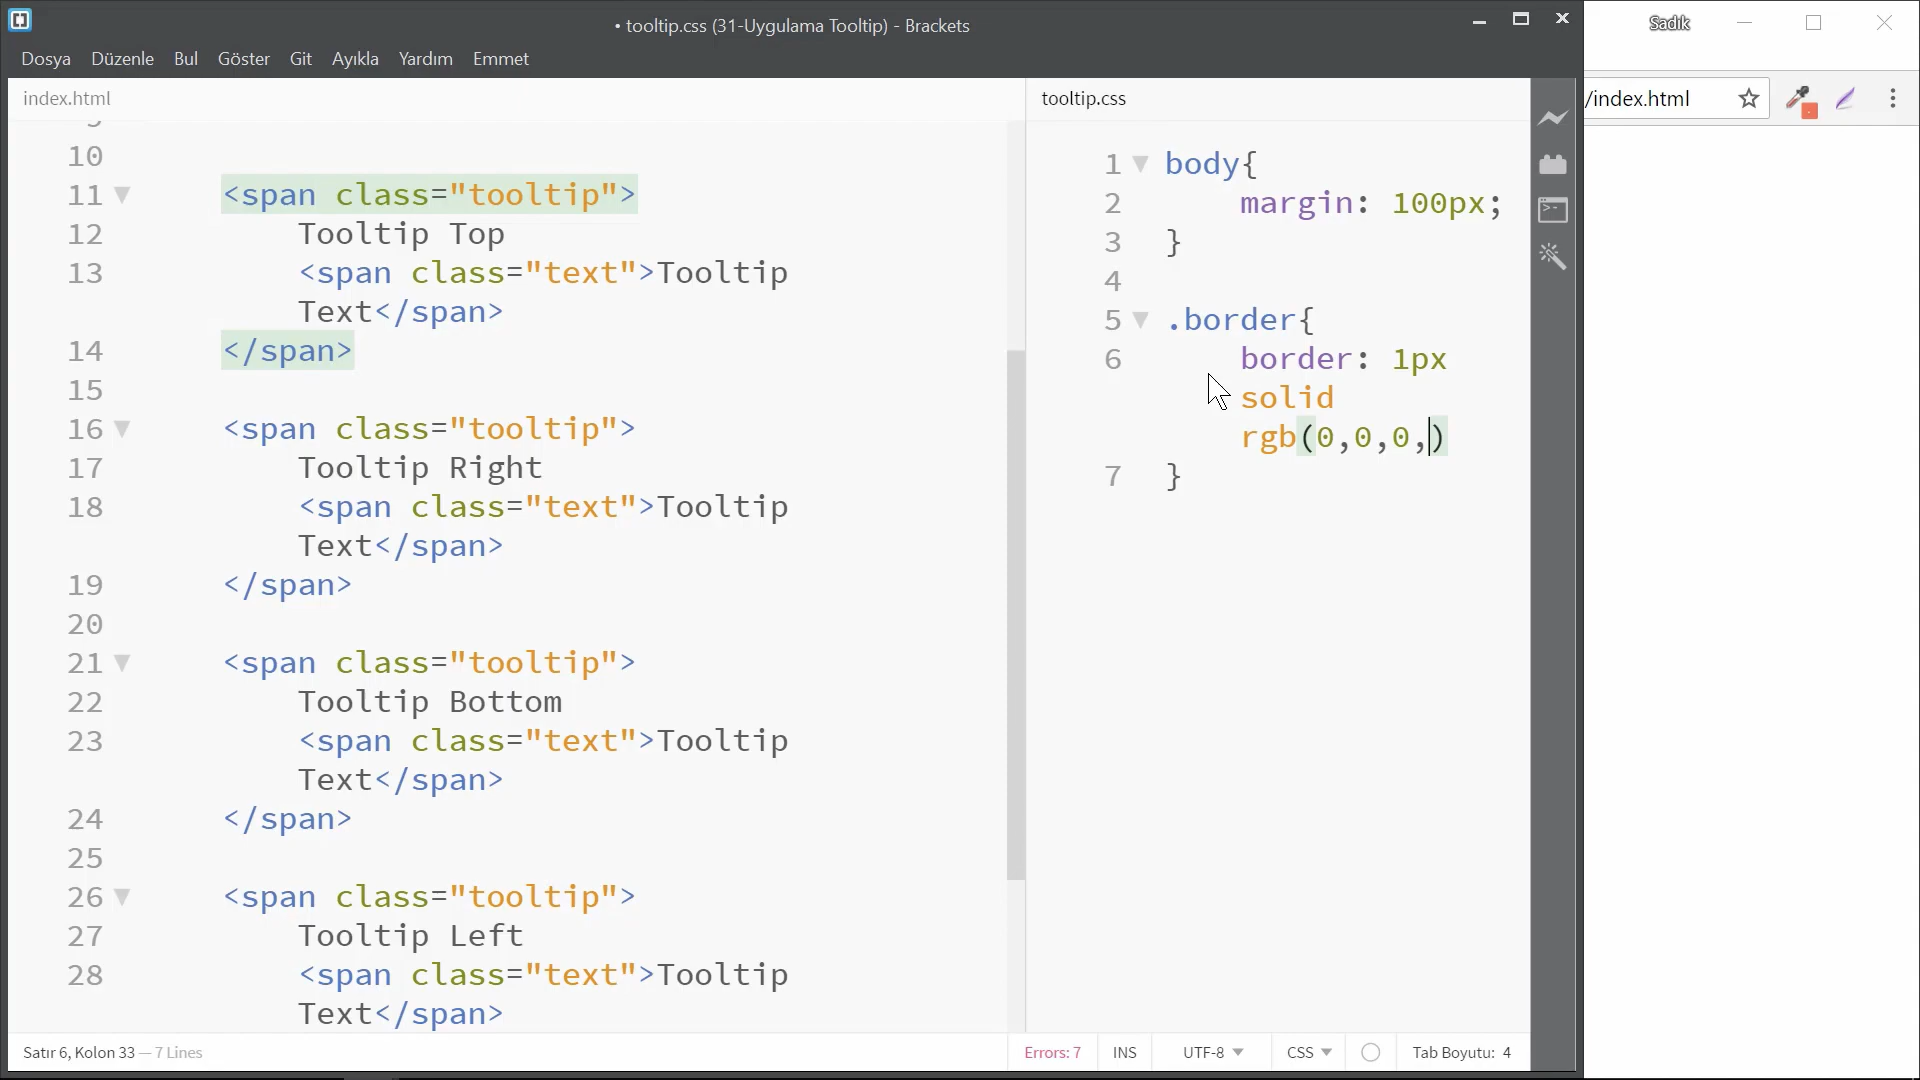 • tooltip.css (31-Uygulama Tooltip) - Brackets
Sadık
Dosya Düzenle Bul Göster Git Ayıkla Yardım Emmet
index.html
tooltip.css
/index.html
10
11 <span class="tooltip">
12 Tooltip Top
13 <span class="text">Tooltip
Text</span>
14 </span>
15
16 <span class="tooltip">
17 Tooltip Right
18 <span class="text">Tooltip
Text</span>
19 </span>
20
21 <span class="tooltip">
22 Tooltip Bottom
23 <span class="text">Tooltip
Text</span>
24 </span>
25
26 <span class="tooltip">
27 Tooltip Left
28 <span class="text">Tooltip
Text</span>
1 body{
2 margin: 100px;
3 }
4
5 .border{
6 border: 1px
solid
rgb(0,0,0,)
7 }
Satır 6, Kolon 33 — 7 Lines
Errors: 7 INS UTF-8 CSS Tab Boyutu: 4